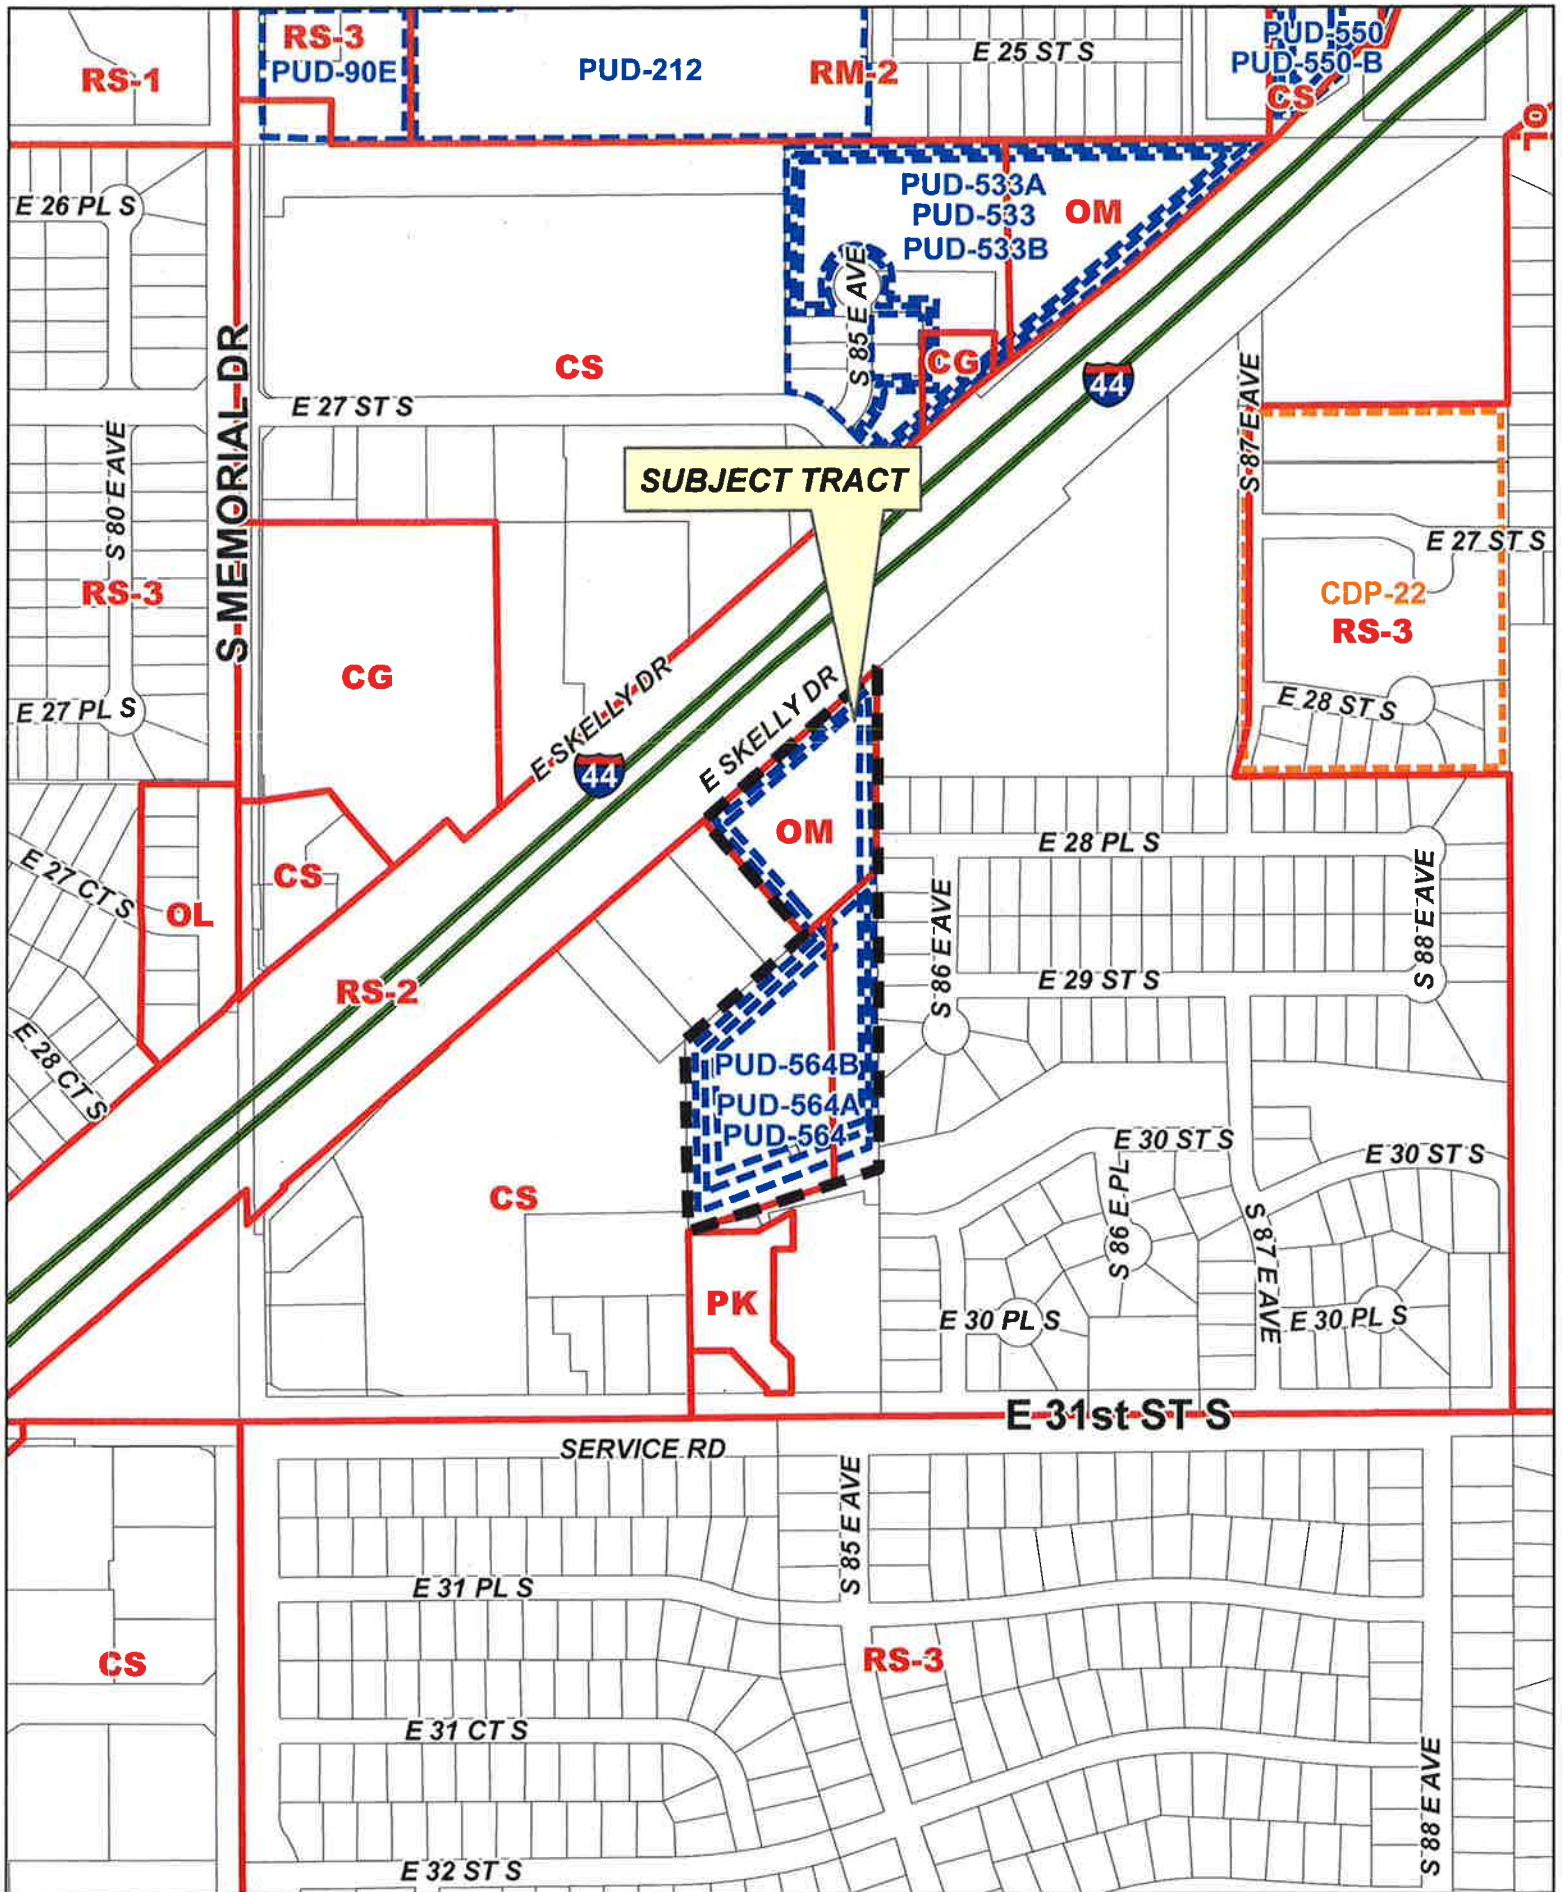 RS-3
PUD-90E
RS-1
PUD-212
RM-2
E 25 ST S
PUD-550
PUD-550-B
CS
OL
E 26 PL S
PUD-533A
PUD-533
PUD-533B
OM
S 85 E AVE
CS
CG
44
S 87 E AVE
E 27 ST S
S MEMORIAL DR
S 80 E AVE
SUBJECT TRACT
E 27 ST S
RS-3
CDP-22
RS-3
CG
E SKELLY DR
E SKELLY DR
E 28 ST S
E 27 PL S
44
OM
E 28 PL S
E 27 CT S
CS
OL
S 86 E AVE
S 88 E AVE
E 29 ST S
RS-2
E 28 CT S
PUD-564B
PUD-564A
PUD-564
E 30 ST S
E 30 ST S
CS
S 86 E PL
S 87 E AVE
PK
E 30 PL S
E 30 PL S
E 31st ST S
SERVICE RD
S 85 E AVE
E 31 PL S
CS
RS-3
E 31 CT S
S 88 E AVE
E 32 ST S